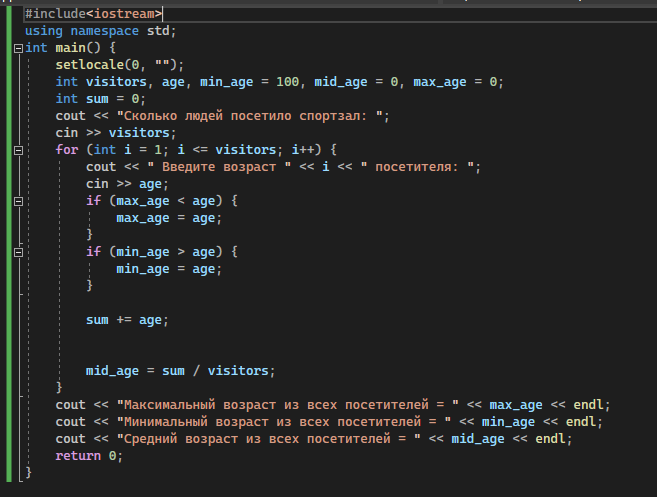 #include<iostream>
using namespace std;
int main() {
    setlocale(0, "");
    int visitors, age, min_age = 100, mid_age = 0, max_age = 0;
    int sum = 0;
    cout << "Сколько людей посетило спортзал: ";
    cin >> visitors;
    for (int i = 1; i <= visitors; i++) {
        cout << " Введите возраст " << i << " посетителя: ";
        cin >> age;
        if (max_age < age) {
            max_age = age;
        }
        if (min_age > age) {
            min_age = age;
        }
        sum += age;
        mid_age = sum / visitors;
    }
    cout << "Максимальный возраст из всех посетителей = " << max_age << endl;
    cout << "Минимальный возраст из всех посетителей = " << min_age << endl;
    cout << "Средний возраст из всех посетителей = " << mid_age << endl;
    return 0;
}